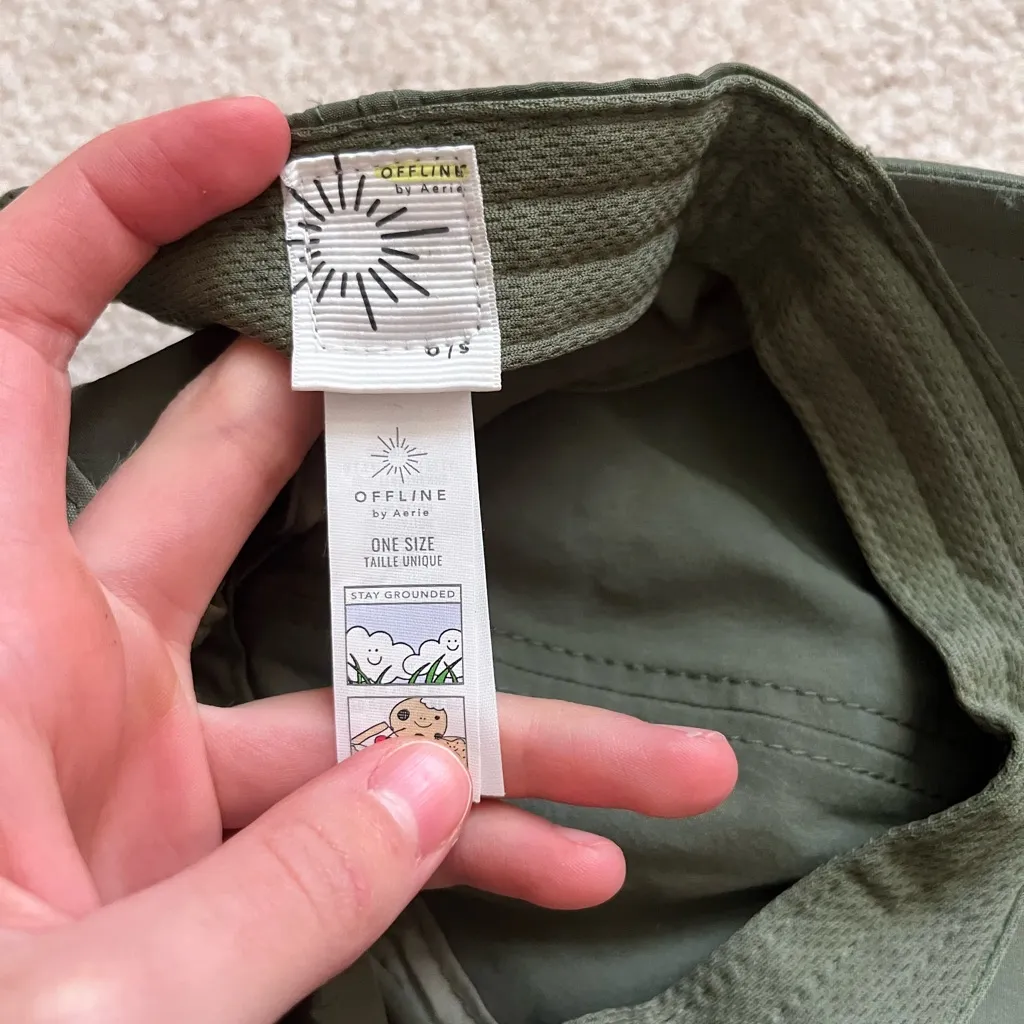 OFFLINE
by Aerie
o/s
OFFLINE
by Aerie
ONE SIZE
TAILLE UNIQUE
STAY GROUNDED